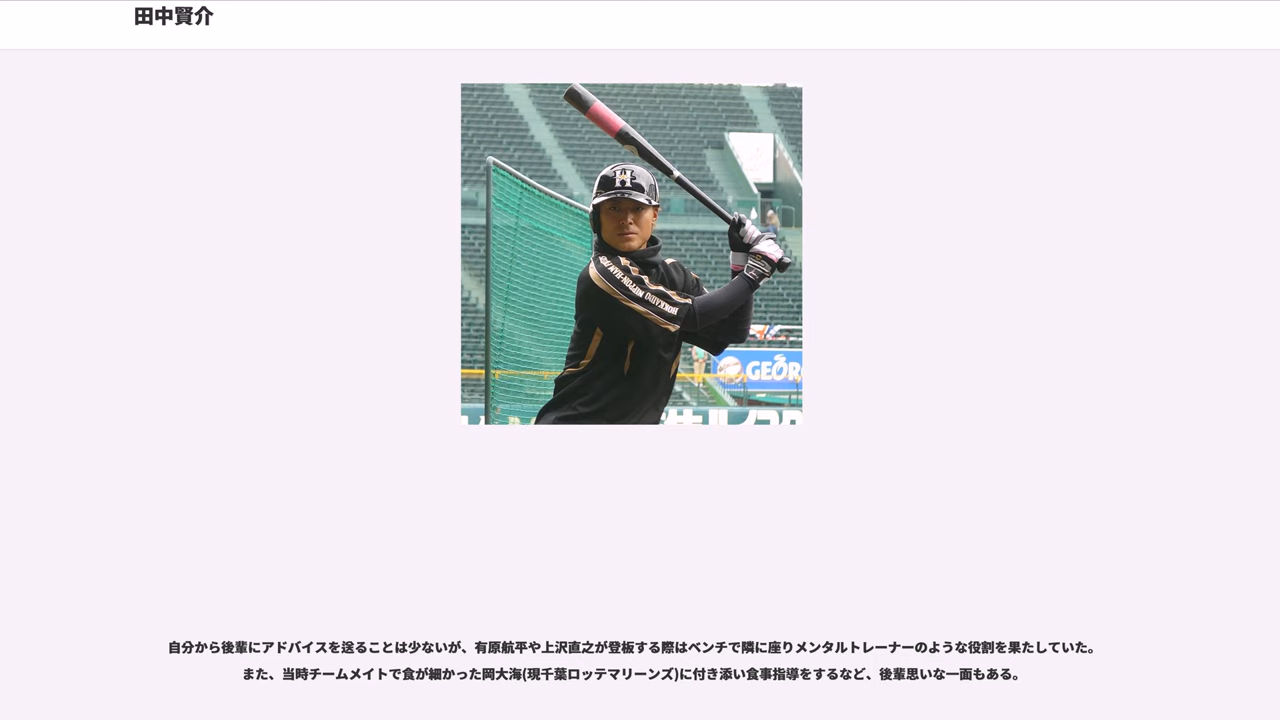 田中賢介
HOKKAIDO NIPPON-HAM
GEOR
自分から後輩にアドバイスを送ることは少ないが、有原航平や上沢直之が登板する際はベンチで隣に座りメンタルトレーナーのような役割を果たしていた。
また、当時チームメイトで食が細かった岡大海(現千葉ロッテマリーンズ)に付き添い食事指導をするなど、後輩思いな一面もある。